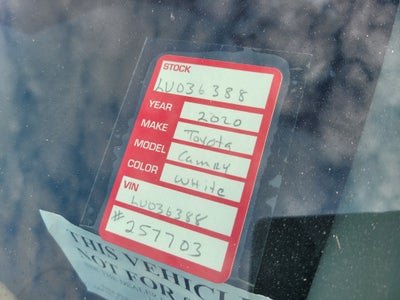 STOCK
LU036388
YEAR 2020
MAKE Toyota
MODEL Camry
COLOR White
VIN
LU036388
#257703
THIS VEHICLE
NOT FOR